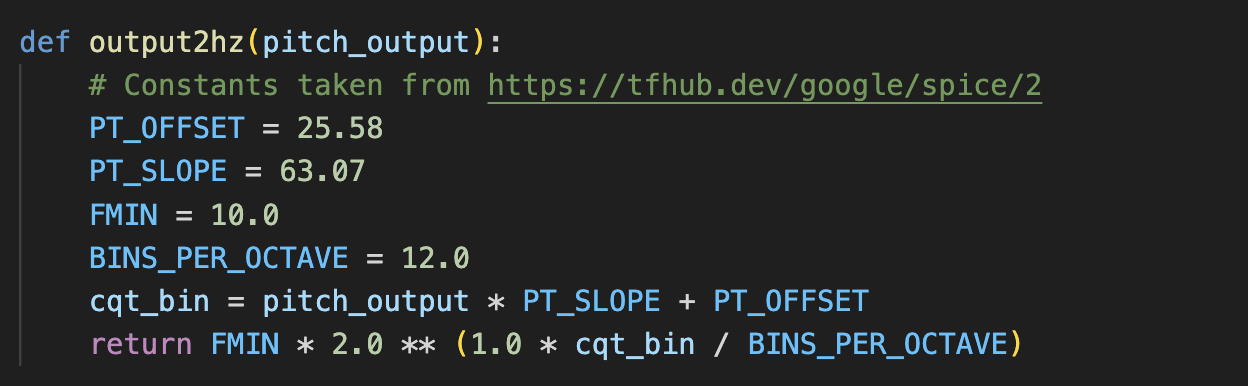 def output2hz(pitch_output):
    # Constants taken from https://tfhub.dev/google/spice/2
    PT_OFFSET = 25.58
    PT_SLOPE = 63.07
    FMIN = 10.0
    BINS_PER_OCTAVE = 12.0
    cqt_bin = pitch_output * PT_SLOPE + PT_OFFSET
    return FMIN * 2.0 ** (1.0 * cqt_bin / BINS_PER_OCTAVE)